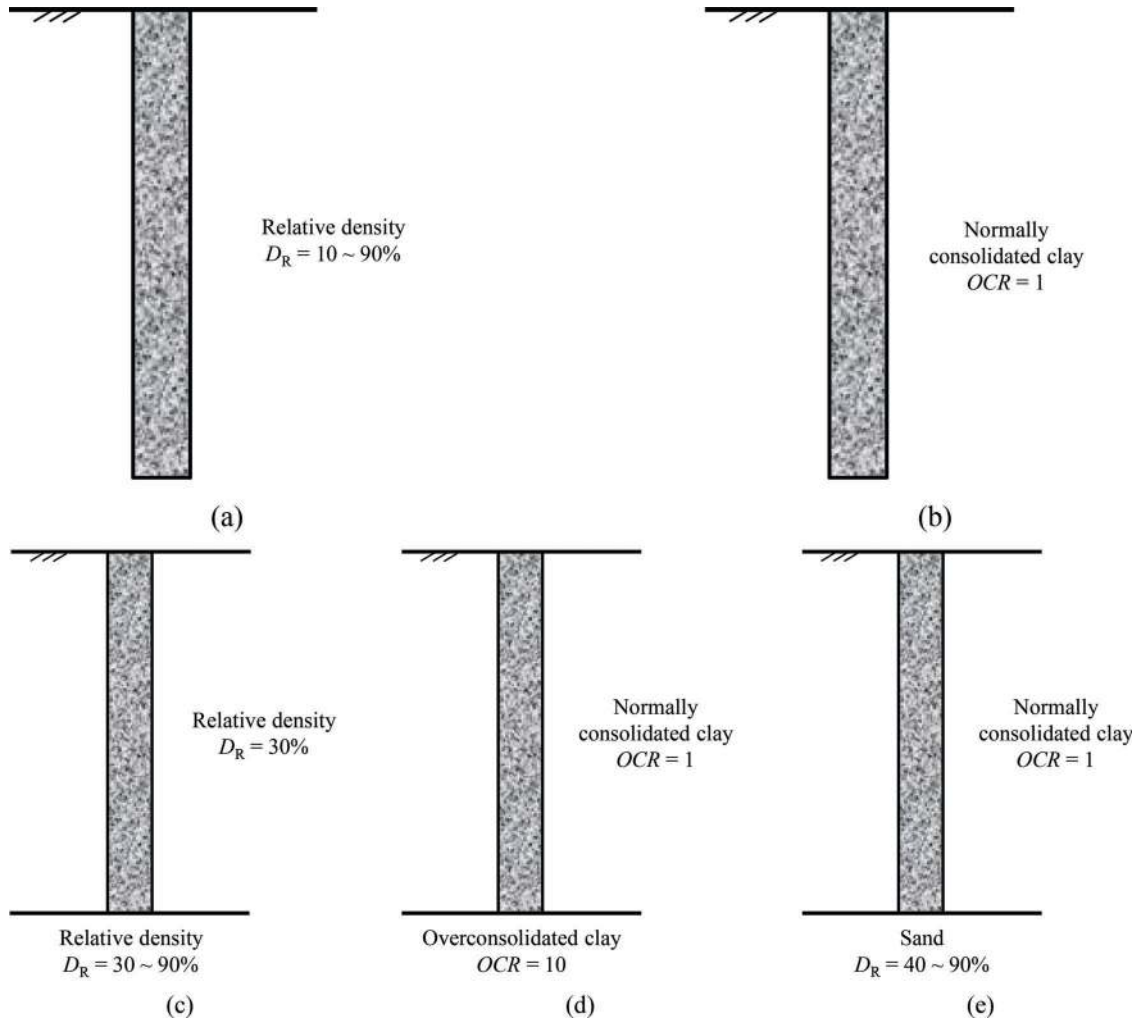 Relative density
D_R = 10 ~ 90%
Normally
consolidated clay
OCR = 1
(a)
(b)
Relative density
D_R = 30%
Normally
consolidated clay
OCR = 1
Normally
consolidated clay
OCR = 1
Relative density
D_R = 30 ~ 90%
Overconsolidated clay
OCR = 10
Sand
D_R = 40 ~ 90%
(c)
(d)
(e)